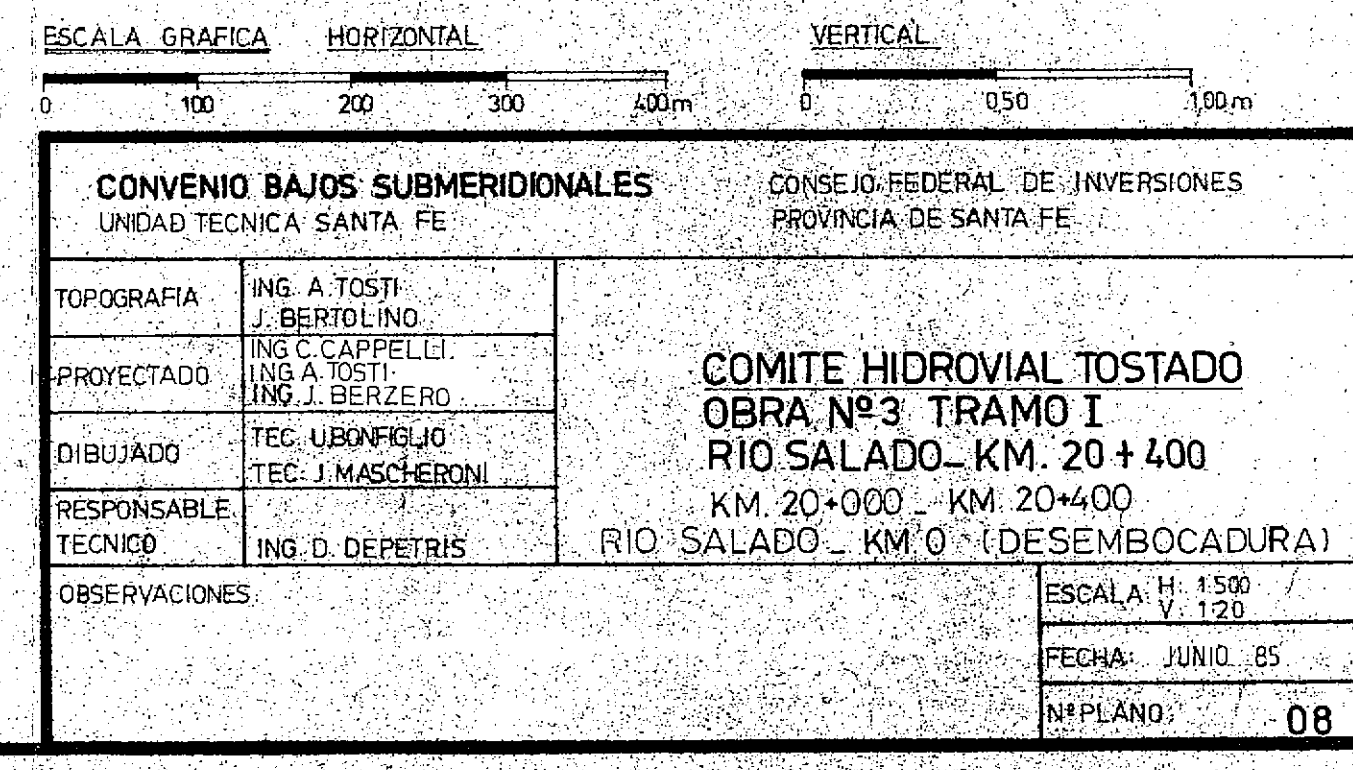 ESCALA GRAFICA HORIZONTAL VERTICAL
0 100 200 300 400m 0 0,50 1,00m
CONVENIO BAJOS SUBMERIDIONALES
UNIDAD TECNICA SANTA FE
CONSEJO FEDERAL DE INVERSIONES
PROVINCIA DE SANTA FE
TOPOGRAFIA
ING. A. TOSTI
J. BERTOLINO
PROYECTADO
ING C. CAPPELLI.
ING A. TOSTI
ING. J. BERZERO
DIBUJADO
TEC U.BONFIGLIO
TEC. J. MASCHERONI
RESPONSABLE
TECNICO
ING. D. DEPETRIS
COMITE HIDROVIAL TOSTADO
OBRA Nº3 TRAMO I
RIO SALADO_ KM. 20+400
KM. 20+000 _ KM 20+400
RIO SALADO _ KM 0 (DESEMBOCADURA)
OBSERVACIONES
ESCALA H: 1:500
V: 1:20
FECHA: JUNIO 85
Nº PLANO: 08